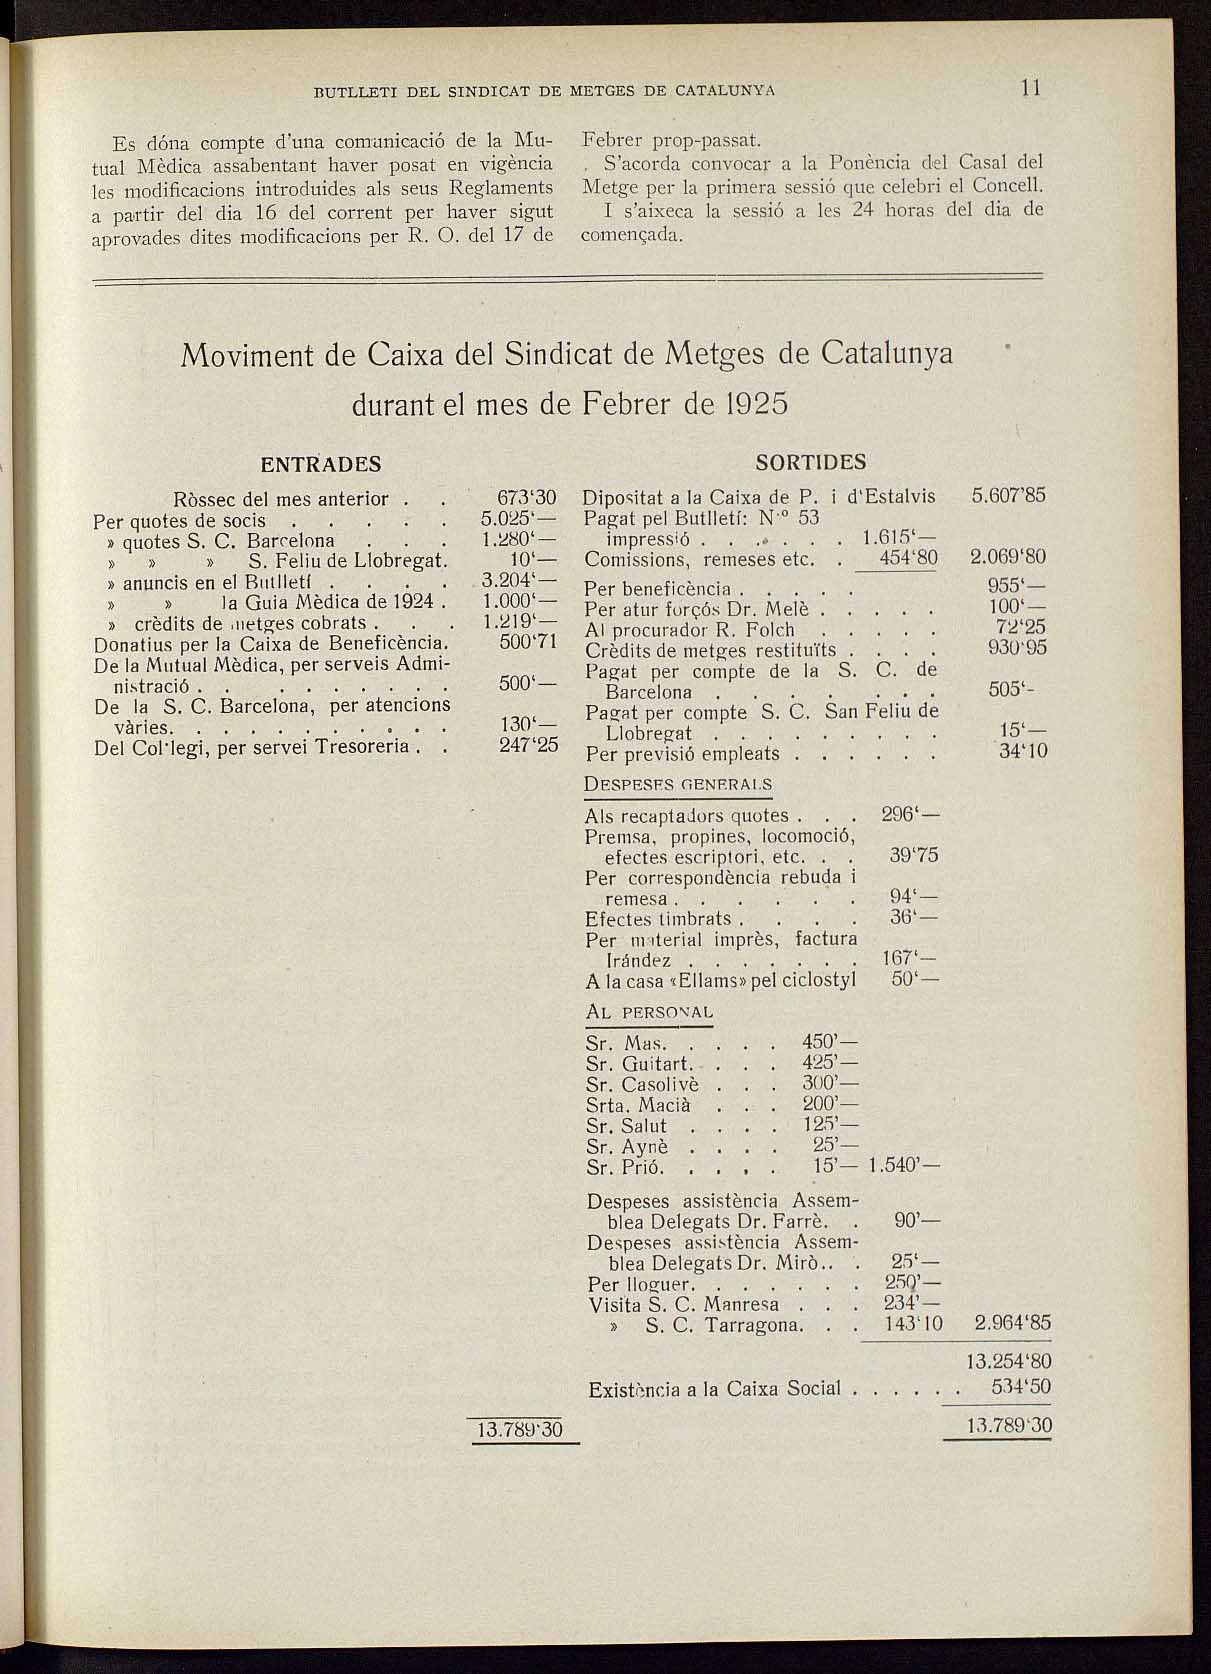 BUTLLETI DEL SINDICAT DE METGES DE CATALUNYA 11
Es dóna compte d'una comunicació de la Mu-
tual Mèdica assabentant haver posat en vigència
les modificacions introduides als seus Reglaments
a partir del dia 16 del corrent per haver sigut
aprovades dites modificacions per R. O. del 17 de
Febrer prop-passat.
S'acorda convocar a la Ponència del Casal del
Metge per la primera sessió que celebri el Concell.
I s'aixeca la sessió a les 24 horas del dia de
començada.
Moviment de Caixa del Sindicat de Metges de Catalunya
durant el mes de Febrer de 1925
ENTRADES
Ròssec del mes anterior . . 673'30
Per quotes de socis . . . . . 5.025'—
» quotes S. C. Barcelona . . . 1.280'—
» » » S. Feliu de Llobregat. 10'—
» anuncis en el Butlletí . . . . 3.204'—
» » la Guia Mèdica de 1924 . 1.000'—
» crèdits de metges cobrats . . . 1.219'—
Donatius per la Caixa de Beneficència. 500'71
De la Mutual Mèdica, per serveis Admi-
nistració . . . . . . . . . 500'—
De la S. C. Barcelona, per atencions
vàries. . . . . . . . . . . 130'—
Del Col'legi, per servei Tresoreria . . 247'25
13.789'30
SORTIDES
Dipositat a la Caixa de P. i d'Estalvis 5.607'85
Pagat pel Butlletí: N.º 53
impressió . . . . . . 1.615'—
Comissions, remeses etc. . 454'80 2.069'80
Per beneficència . . . . . 955'—
Per atur forçós Dr. Melè . . . . . 100'—
Al procurador R. Folch . . . . . 72'25
Crèdits de metges restituïts . . . . 930'95
Pagat per compte de la S. C. de
Barcelona . . . . . . . . . 505'-
Pagat per compte S. C. San Feliu de
Llobregat . . . . . . . . . 15'—
Per previsió empleats . . . . . . 34'10
DESPESES GENERALS
Als recaptadors quotes . . . 296'—
Premsa, propines, locomoció,
efectes escriptori, etc. . . 39'75
Per correspondència rebuda i
remesa . . . . . . . 94'—
Efectes timbrats . . . . 36'—
Per material imprès, factura
Irández . . . . . . . 167'—
A la casa «Ellams» pel ciclostyl 50'—
AL PERSONAL
Sr. Mas. . . . . 450'—
Sr. Guitart. . . . 425'—
Sr. Casolivè . . . 300'—
Srta. Macià . . . 200'—
Sr. Salut . . . . 125'—
Sr. Aynè . . . . 25'—
Sr. Prió. . . . . 15'— 1.540'—
Despeses assistència Assem-
blea Delegats Dr. Farrè. . 90'—
Despeses assistència Assem-
blea Delegats Dr. Mirò.. . 25'—
Per lloguer. . . . . . . 250'—
Visita S. C. Manresa . . . 234'—
» S. C. Tarragona. . . 143'10 2.964'85
13.254'80
Existència a la Caixa Social . . . . . . 534'50
13.789'30